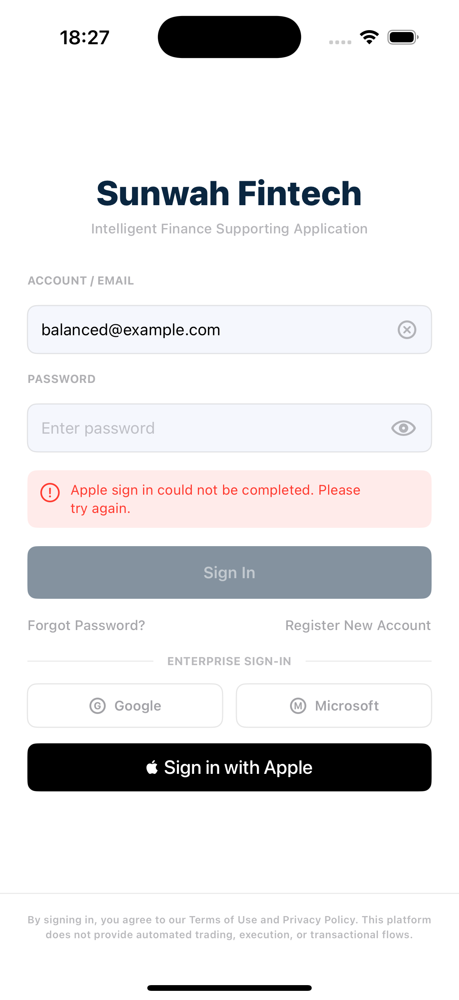 18:27
Sunwah Fintech
Intelligent Finance Supporting Application
ACCOUNT / EMAIL
balanced@example.com
PASSWORD
Enter password
Apple sign in could not be completed. Please
try again.
Sign In
Forgot Password?
Register New Account
ENTERPRISE SIGN-IN
G Google
M Microsoft
Sign in with Apple
By signing in, you agree to our Terms of Use and Privacy Policy. This platform
does not provide automated trading, execution, or transactional flows.